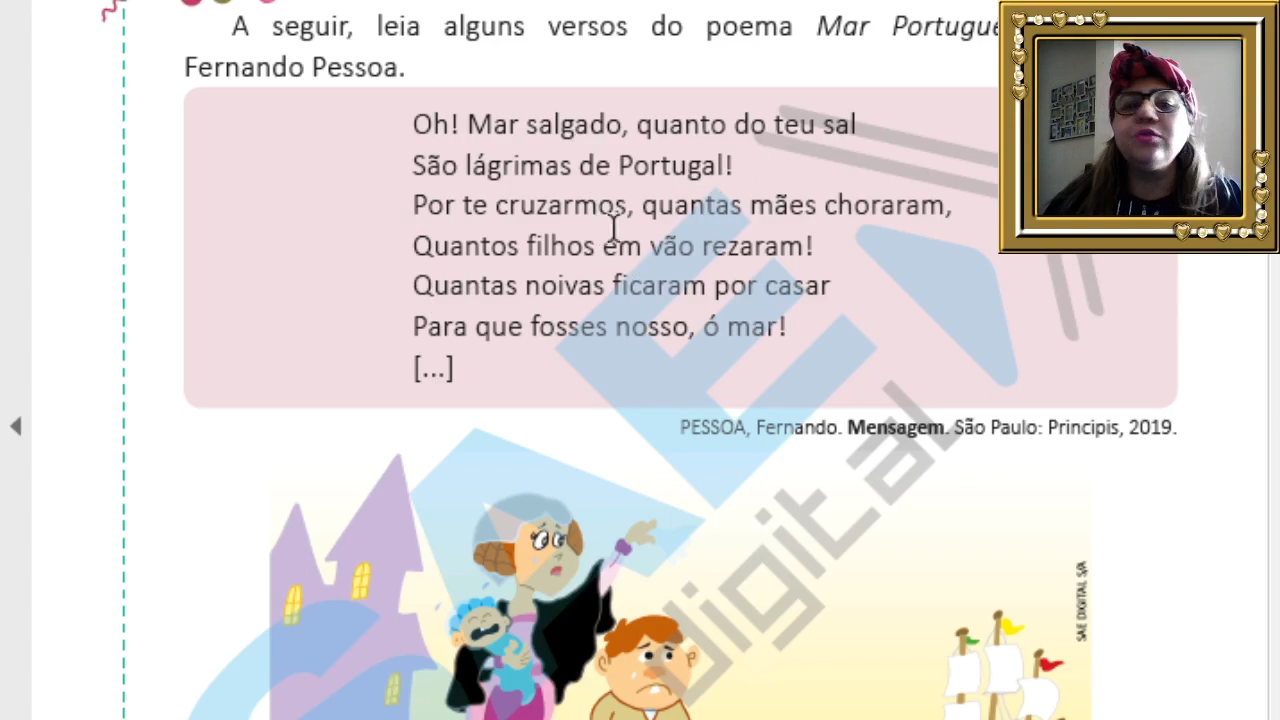 A seguir, leia alguns versos do poema Mar Portugue
Fernando Pessoa.
Oh! Mar salgado, quanto do teu sal
São lágrimas de Portugal!
Por te cruzarmos, quantas mães choraram,
Quantos filhos em vão rezaram!
Quantas noivas ficaram por casar
Para que fosses nosso, ó mar!
[...]
PESSOA, Fernando. Mensagem. São Paulo: Principis, 2019.
SAE DIGITAL S/A
digital